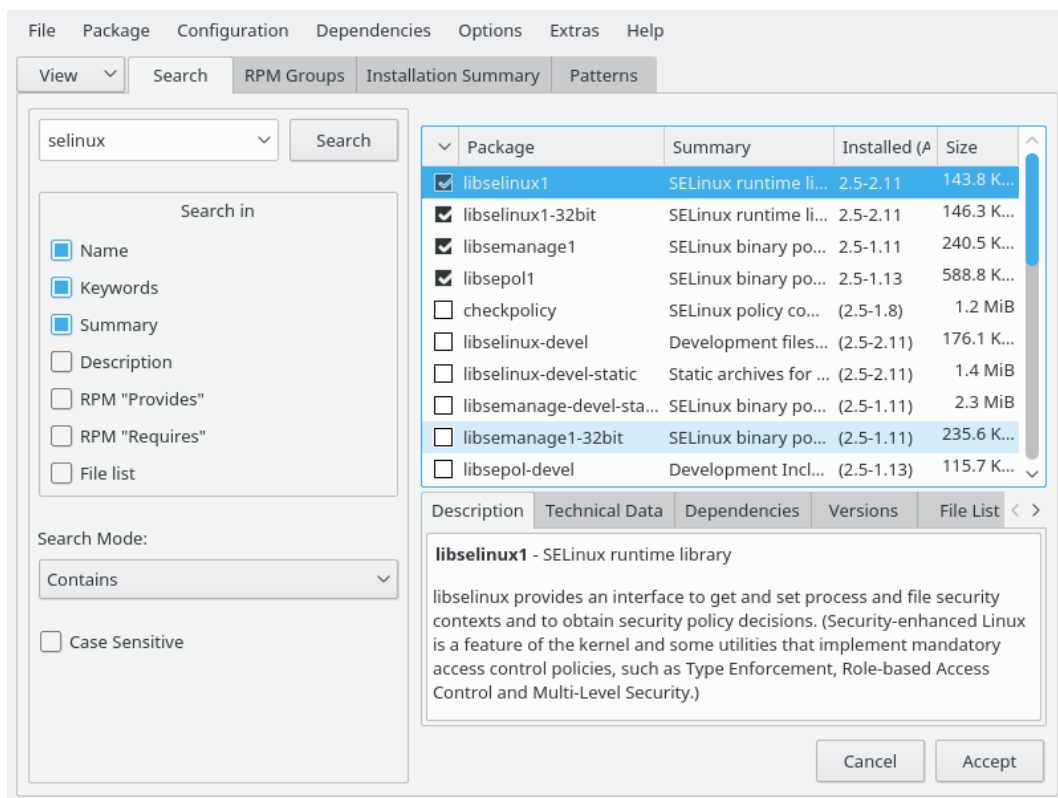 File Package Configuration Dependencies Options Extras Help
View Search RPM Groups Installation Summary Patterns
selinux Search
Search in
Name
Keywords
Summary
Description
RPM "Provides"
RPM "Requires"
File list
Search Mode:
Contains
Case Sensitive
Package Summary Installed (A Size
libselinux1 SELinux runtime li... 2.5-2.11 143.8 K...
libselinux1-32bit SELinux runtime li... 2.5-2.11 146.3 K...
libsemanage1 SELinux binary po... 2.5-1.11 240.5 K...
libsepol1 SELinux binary po... 2.5-1.13 588.8 K...
checkpolicy SELinux policy co... (2.5-1.8) 1.2 MiB
libselinux-devel Development files... (2.5-2.11) 176.1 K...
libselinux-devel-static Static archives for ... (2.5-2.11) 1.4 MiB
libsemanage-devel-sta... SELinux binary po... (2.5-1.11) 2.3 MiB
libsemanage1-32bit SELinux binary po... (2.5-1.11) 235.6 K...
libsepol-devel Development Incl... (2.5-1.13) 115.7 K...
Description Technical Data Dependencies Versions File List
libselinux1 - SELinux runtime library
libselinux provides an interface to get and set process and file security
contexts and to obtain security policy decisions. (Security-enhanced Linux
is a feature of the kernel and some utilities that implement mandatory
access control policies, such as Type Enforcement, Role-based Access
Control and Multi-Level Security.)
Cancel Accept